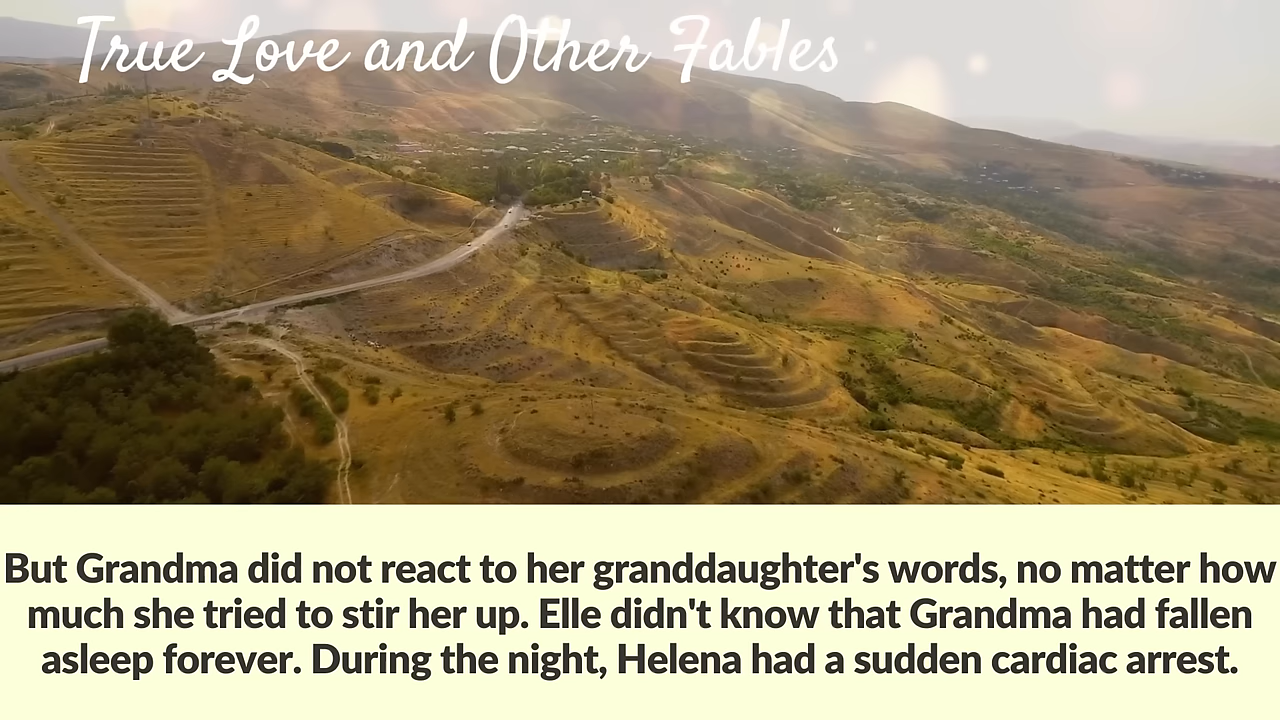 True Love and Other Fables
But Grandma did not react to her granddaughter's words, no matter how
much she tried to stir her up. Elle didn't know that Grandma had fallen
asleep forever. During the night, Helena had a sudden cardiac arrest.